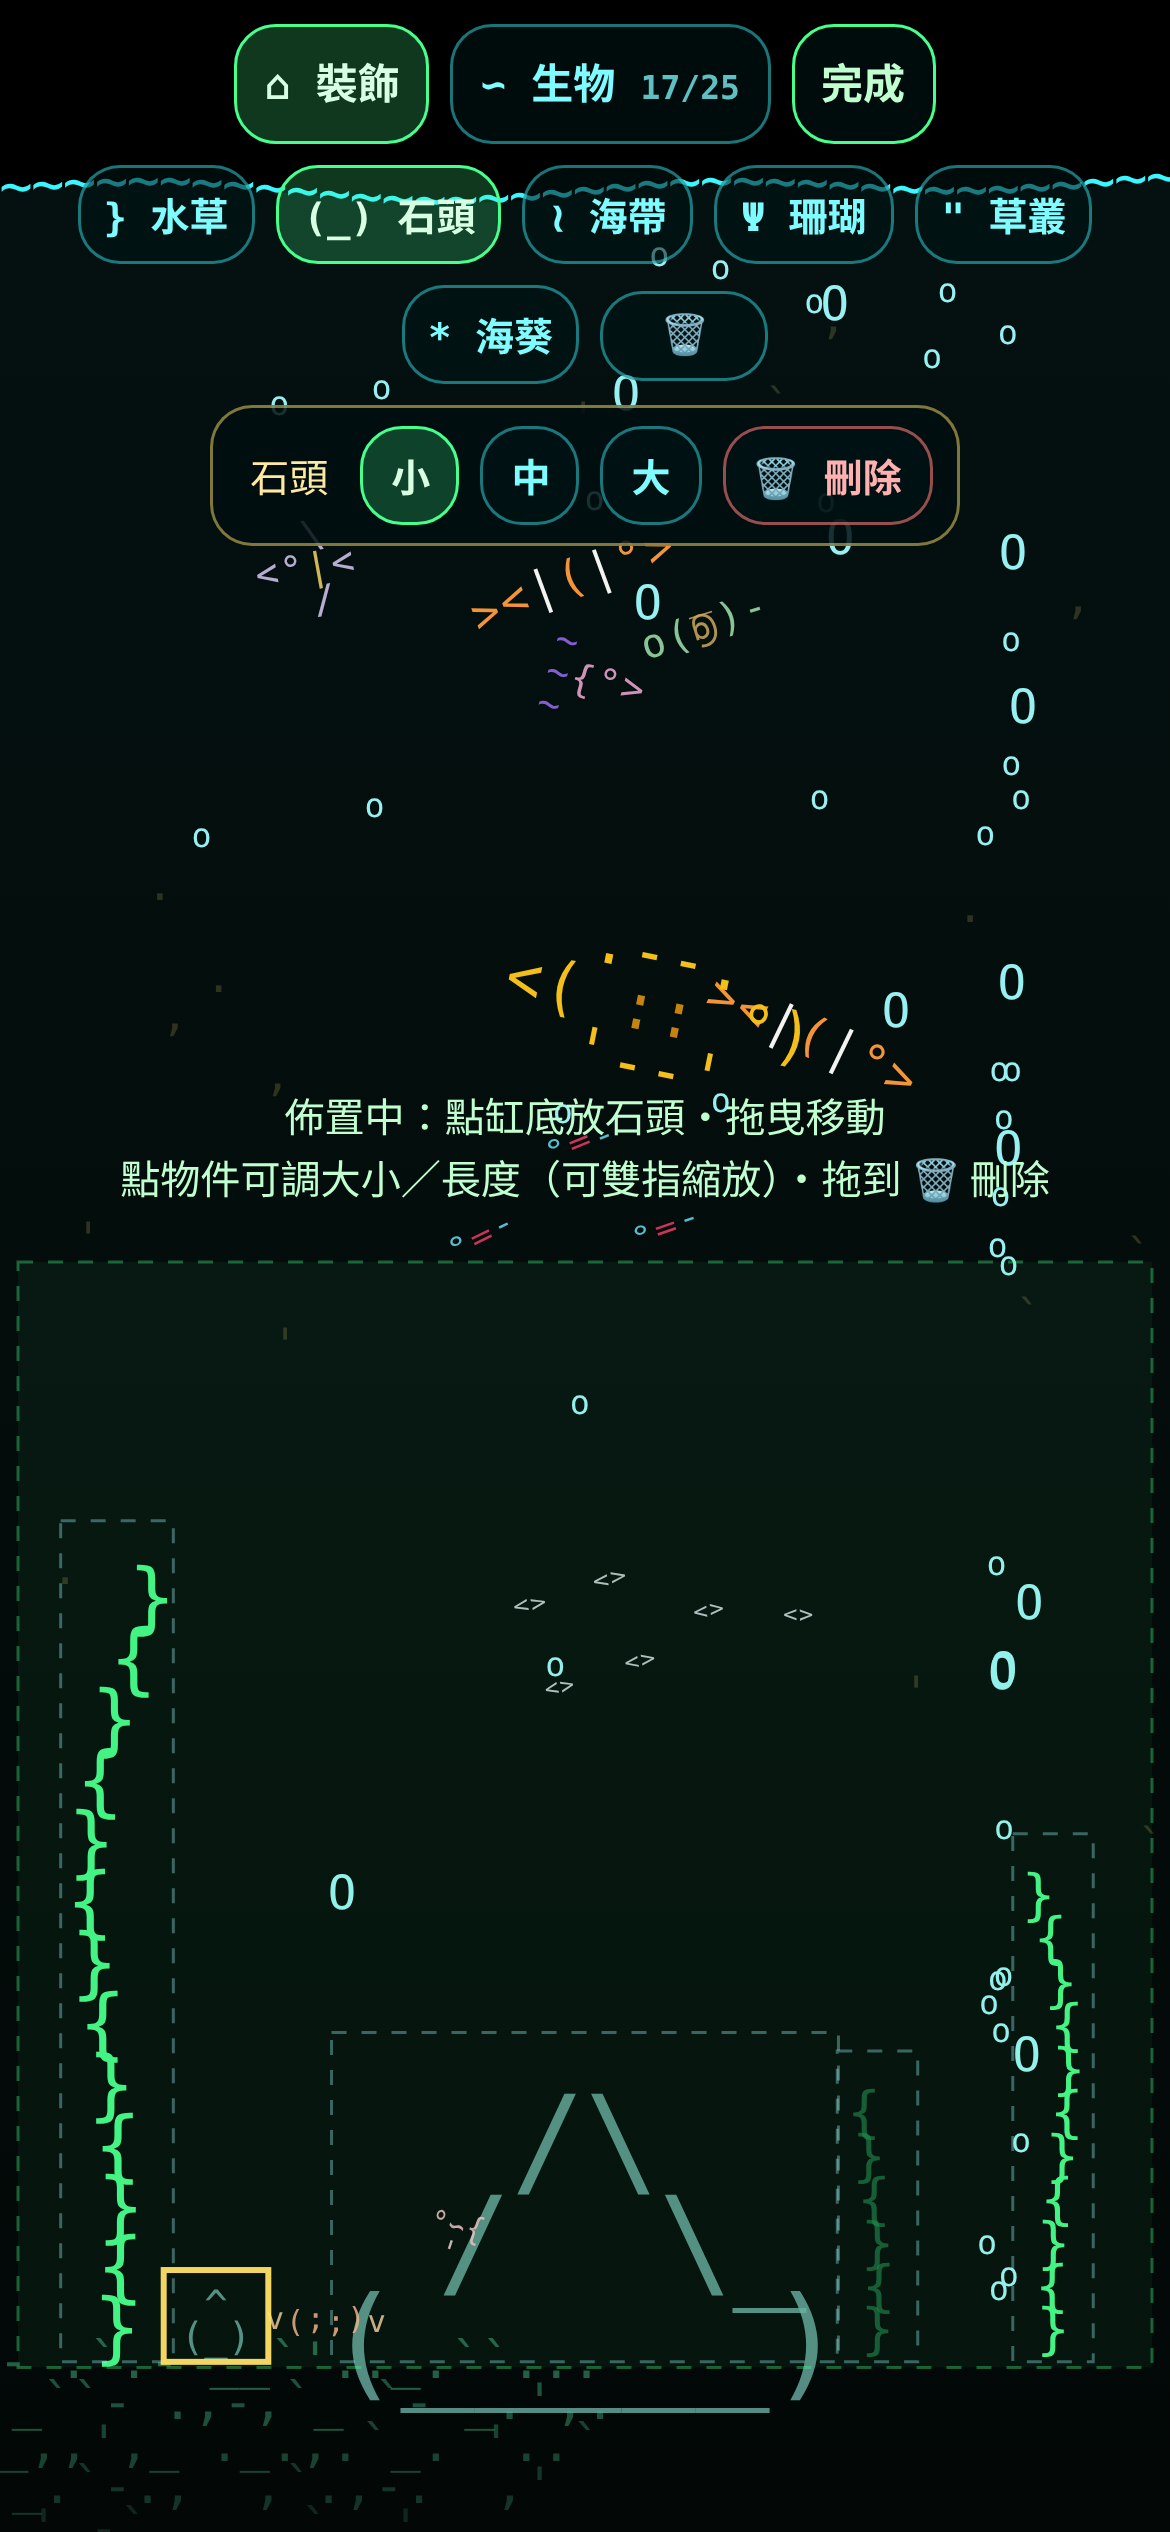 ⌂ 裝飾 ∽ 生物 17/25 完成
} 水草 (_) 石頭 ≀ 海帶 Ψ 珊瑚 " 草叢
* 海葵 🗑️
石頭 小 中 大 🗑️ 刪除
佈置中：點缸底放石頭・拖曳移動
點物件可調大小／長度（可雙指縮放）・拖到 🗑️ 刪除